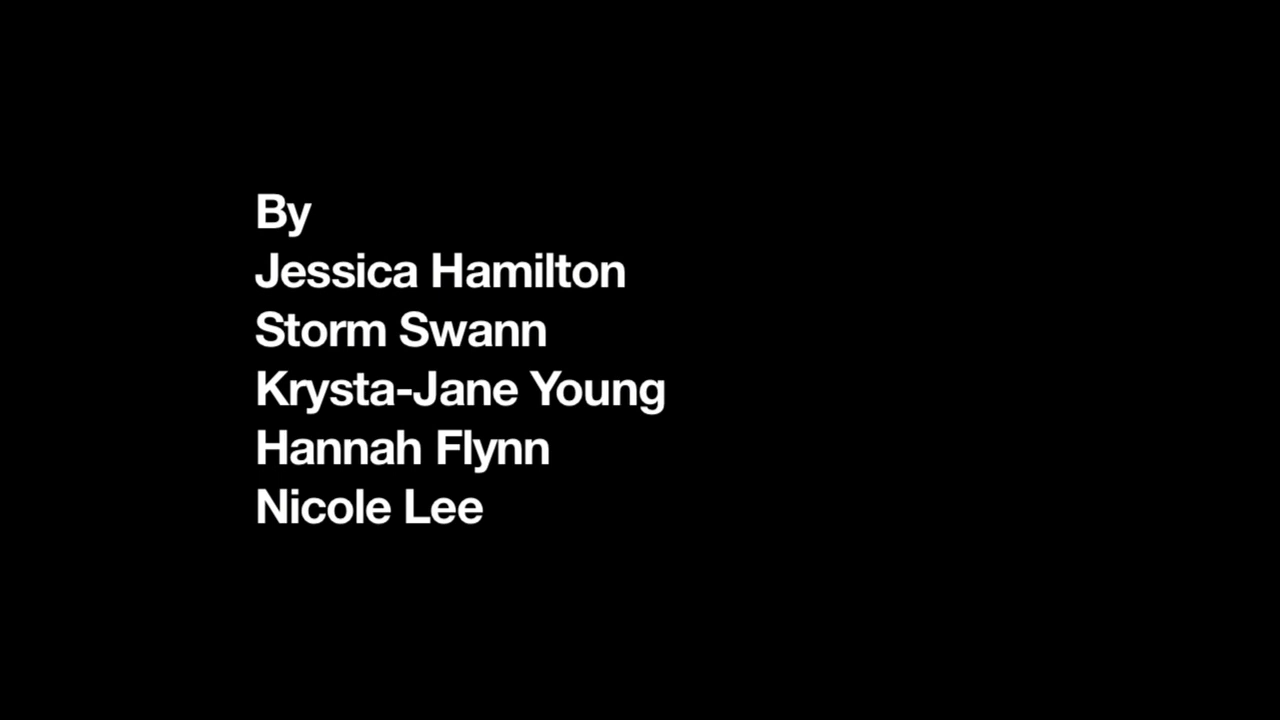 By
Jessica Hamilton
Storm Swann
Krysta-Jane Young
Hannah Flynn
Nicole Lee